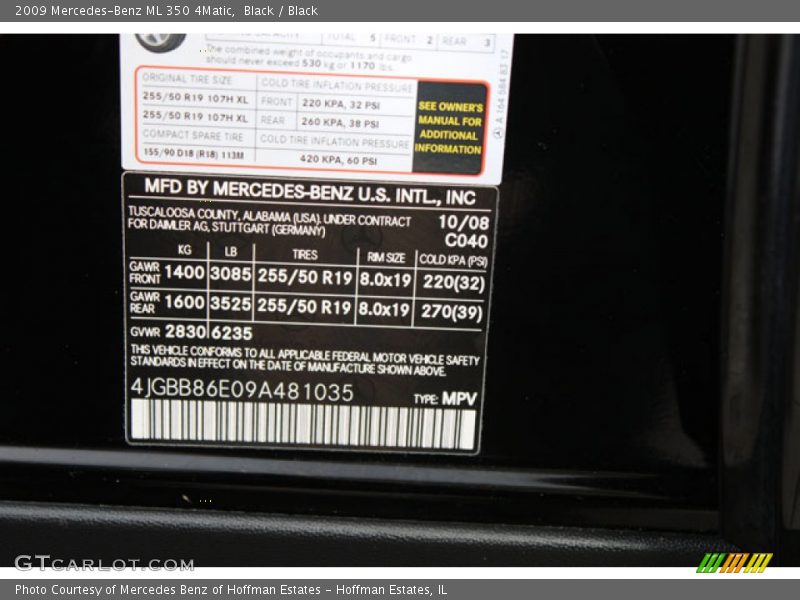 2009 Mercedes-Benz ML 350 4Matic,  Black / Black
TOTAL 5 FRONT 2 REAR 3
The combined weight of occupants and cargo
should never exceed 530 kg or 1170 lbs.
ORIGINAL TIRE SIZE COLD TIRE INFLATION PRESSURE
255/50 R19 107H XL FRONT 220 KPA, 32 PSI
255/50 R19 107H XL REAR 260 KPA, 38 PSI
COMPACT SPARE TIRE COLD TIRE INFLATION PRESSURE
155/90 D18 (R18) 113M 420 KPA, 60 PSI
SEE OWNER'S
MANUAL FOR
ADDITIONAL
INFORMATION
A 164 584 83 17
MFD BY MERCEDES-BENZ U.S. INTL., INC
TUSCALOOSA COUNTY, ALABAMA (USA). UNDER CONTRACT 10/08
FOR DAIMLER AG, STUTTGART (GERMANY) C040
KG LB TIRES RIM SIZE COLD KPA (PSI)
GAWR FRONT 1400 3085 255/50 R19 8.0x19 220(32)
GAWR REAR 1600 3525 255/50 R19 8.0x19 270(39)
GVWR 2830 6235
THIS VEHICLE CONFORMS TO ALL APPLICABLE FEDERAL MOTOR VEHICLE SAFETY
STANDARDS IN EFFECT ON THE DATE OF MANUFACTURE SHOWN ABOVE.
4JGBB86E09A481035 TYPE: MPV
GTCARLOT.COM
Photo Courtesy of Mercedes Benz of Hoffman Estates - Hoffman Estates, IL